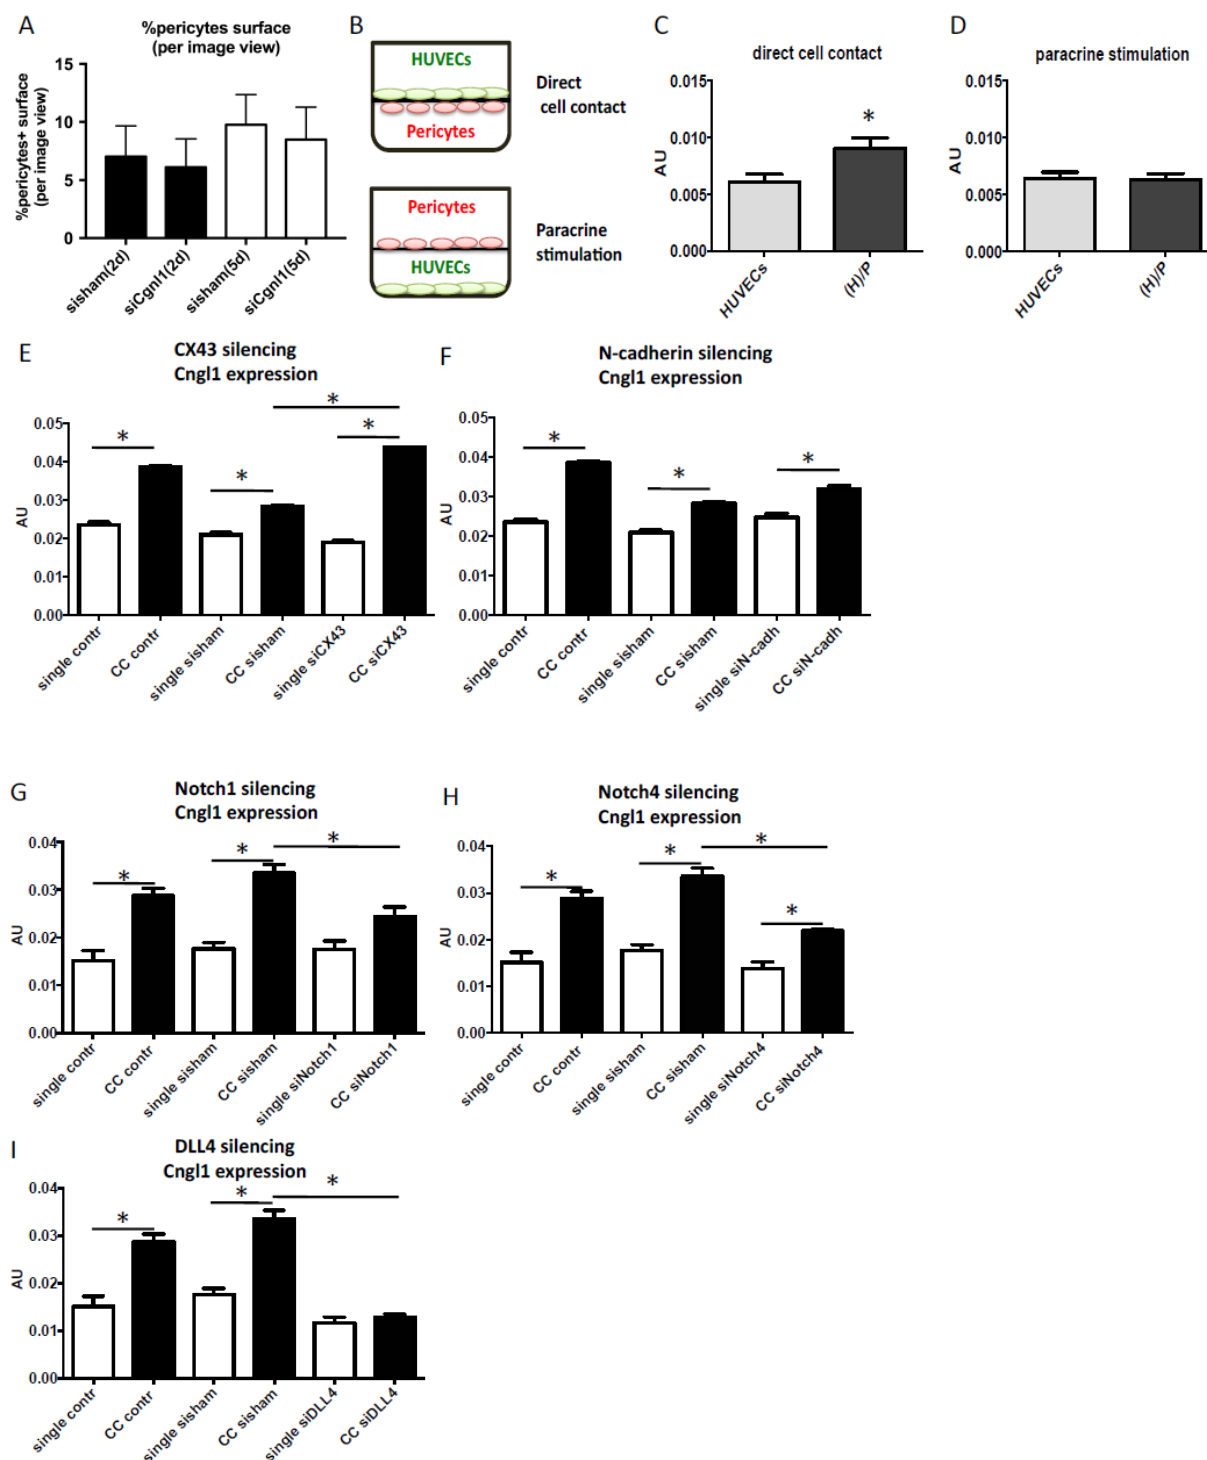 A
%pericytes surface
(per image view)
%pericytes+ surface
(per image view)
15
10
5
0
sisham(2d)
siCgnl1(2d)
sisham(5d)
siCgnl1(5d)
B
HUVECs
Pericytes
Direct
cell contact
Pericytes
HUVECs
Paracrine
stimulation
C
direct cell contact
AU
0.015
0.010
0.005
0.000
*
HUVECs
(H)/P
D
paracrine stimulation
AU
0.015
0.010
0.005
0.000
HUVECs
(H)/P
E
CX43 silencing
Cngl1 expression
AU
0.05
0.04
0.03
0.02
0.01
0.00
*
*
*
*
single contr
CC contr
single sisham
CC sisham
single siCX43
CC siCX43
F
N-cadherin silencing
Cngl1 expression
AU
0.05
0.04
0.03
0.02
0.01
0.00
*
*
*
single contr
CC contr
single sisham
CC sisham
single siN-cadh
CC siN-cadh
G
Notch1 silencing
Cngl1 expression
AU
0.04
0.03
0.02
0.01
0.00
*
*
*
single contr
CC contr
single sisham
CC sisham
single siNotch1
CC siNotch1
H
Notch4 silencing
Cngl1 expression
AU
0.04
0.03
0.02
0.01
0.00
*
*
*
*
single contr
CC contr
single sisham
CC sisham
single siNotch4
CC siNotch4
I
DLL4 silencing
Cngl1 expression
AU
0.04
0.03
0.02
0.01
0.00
*
*
*
single contr
CC contr
single sisham
CC sisham
single siDLL4
CC siDLL4